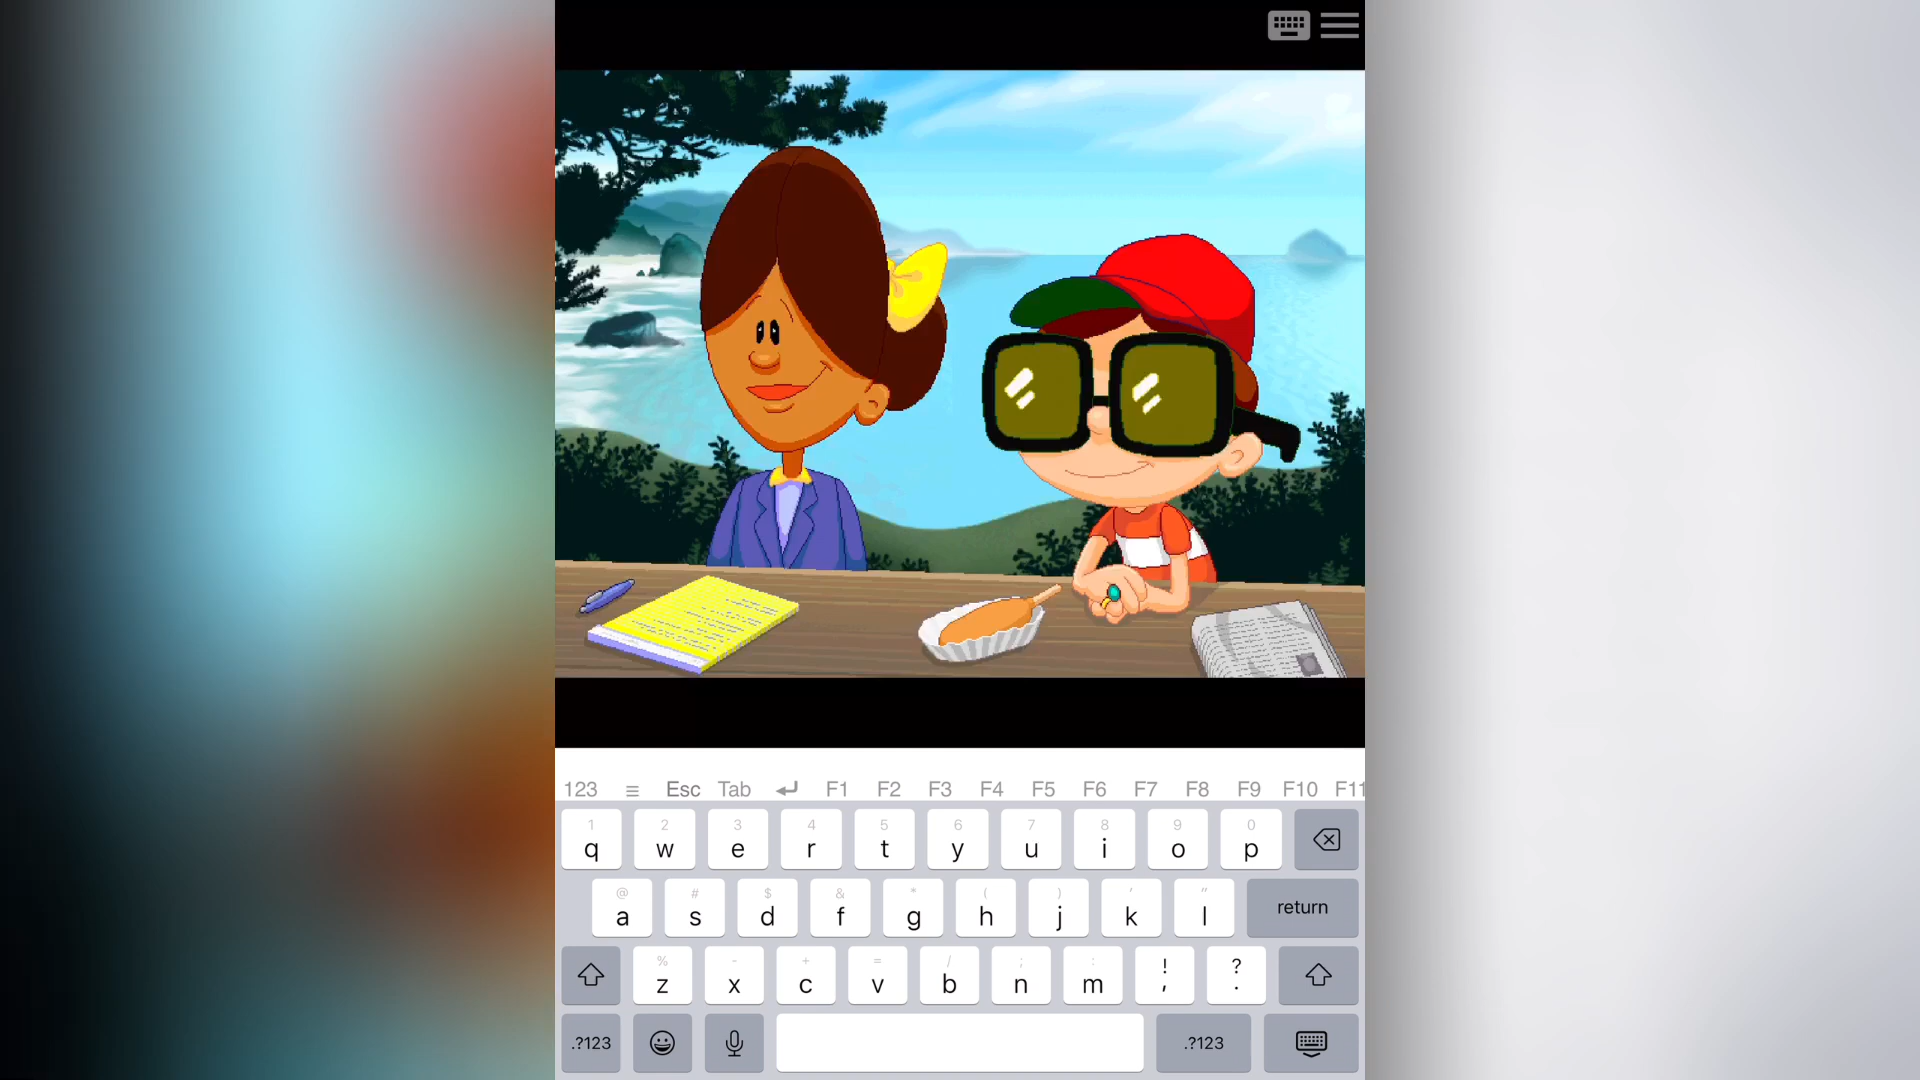 123 ≡ Esc Tab F1 F2 F3 F4 F5 F6 F7 F8 F9 F10 F11
1 2 3 4 5 6 7 8 9 0
q w e r t y u i o p
@ # $ & * ( ) ' "
a s d f g h j k l return
% - + = / ; : ! ?
z x c v b n m , .
.?123 .?123